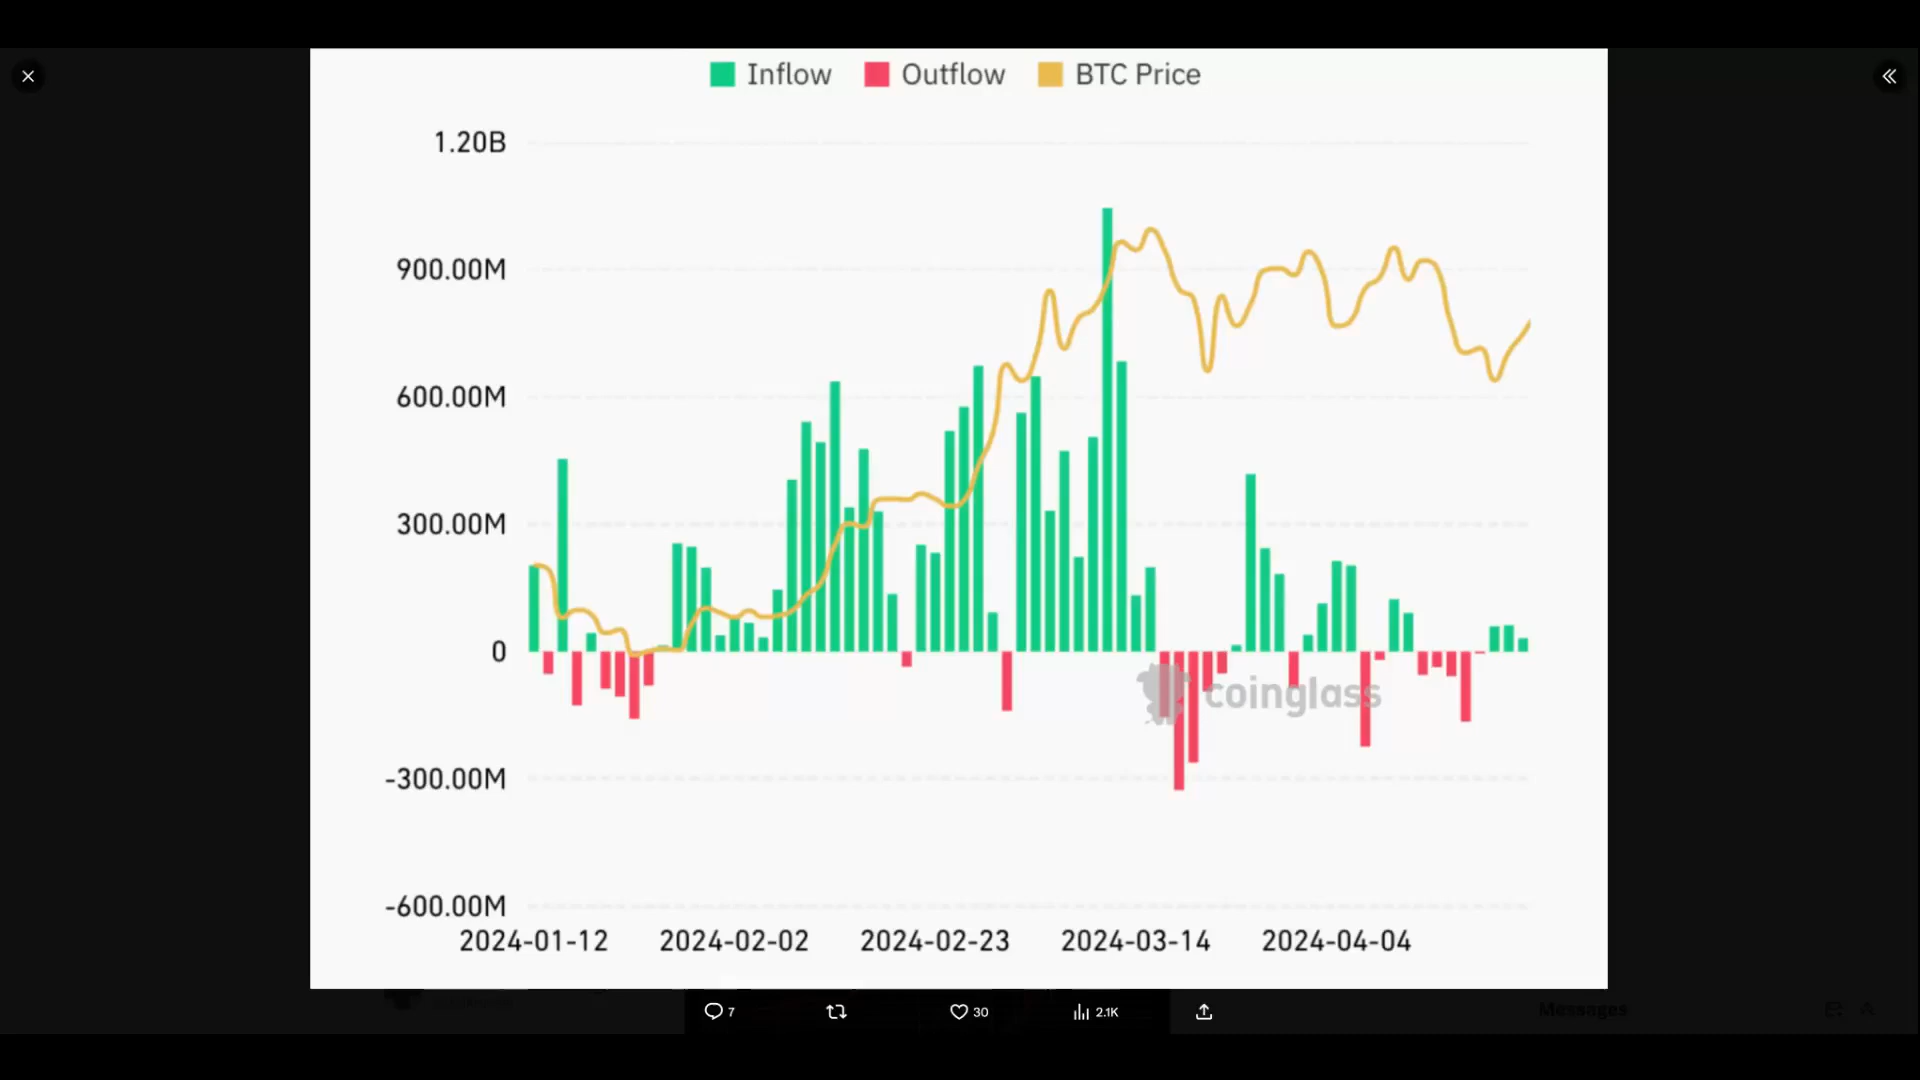 Inflow Outflow BTC Price
1.20B
900.00M
600.00M
300.00M
0
coinglass
-300.00M
-600.00M
2024-01-12 2024-02-02 2024-02-23 2024-03-14 2024-04-04
7 30 2.1K
Messages